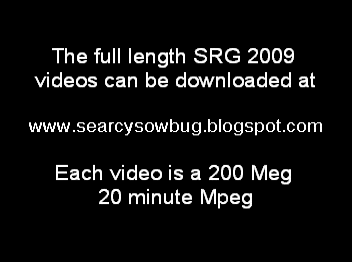 The full length SRG 2009
videos can be downloaded at
www.searcysowbug.blogspot.com
Each video is a 200 Meg
20 minute Mpeg